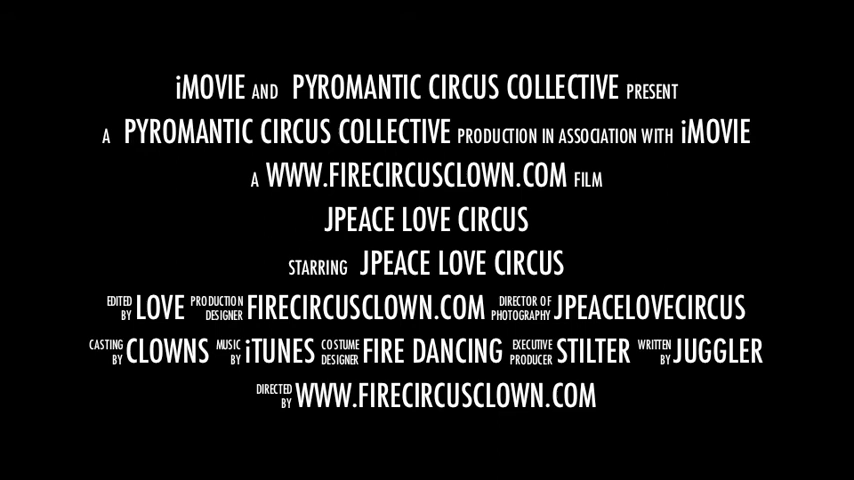 iMOVIE AND PYROMANTIC CIRCUS COLLECTIVE PRESENT
A PYROMANTIC CIRCUS COLLECTIVE PRODUCTION IN ASSOCIATION WITH iMOVIE
A WWW.FIRECIRCUSCLOWN.COM FILM
JPEACE LOVE CIRCUS
STARRING JPEACE LOVE CIRCUS
EDITED BY LOVE PRODUCTION DESIGNER FIRECIRCUSCLOWN.COM DIRECTOR OF PHOTOGRAPHY JPEACELOVECIRCUS
CASTING BY CLOWNS MUSIC BY iTUNES COSTUME DESIGNER FIRE DANCING EXECUTIVE PRODUCER STILTER WRITTEN BY JUGGLER
DIRECTED BY WWW.FIRECIRCUSCLOWN.COM